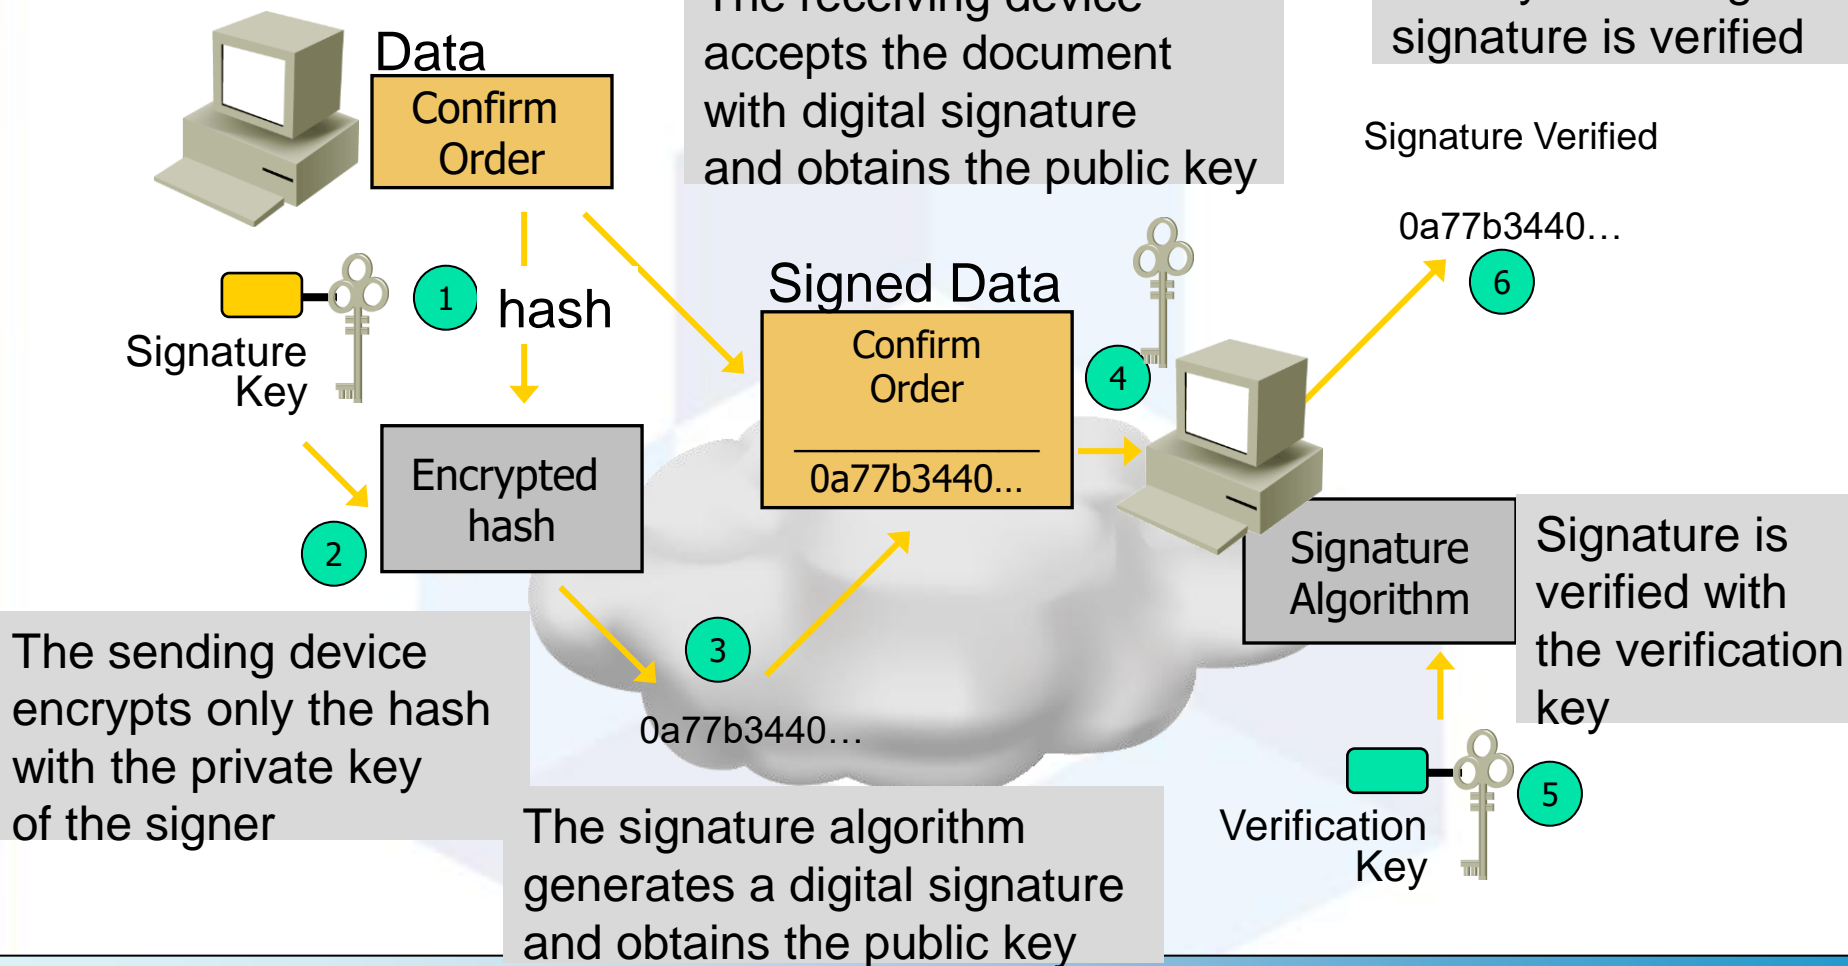 Data
Confirm
Order
The receiving device
accepts the document
with digital signature
and obtains the public key
signature is verified
Signature Verified
0a77b3440…
6
1
hash
Signature
Key
Signed Data
Confirm
Order
0a77b3440…
4
Encrypted
hash
2
3
0a77b3440…
Signature
Algorithm
Signature is
verified with
the verification
key
The sending device
encrypts only the hash
with the private key
of the signer
The signature algorithm
generates a digital signature
and obtains the public key
Verification
Key
5